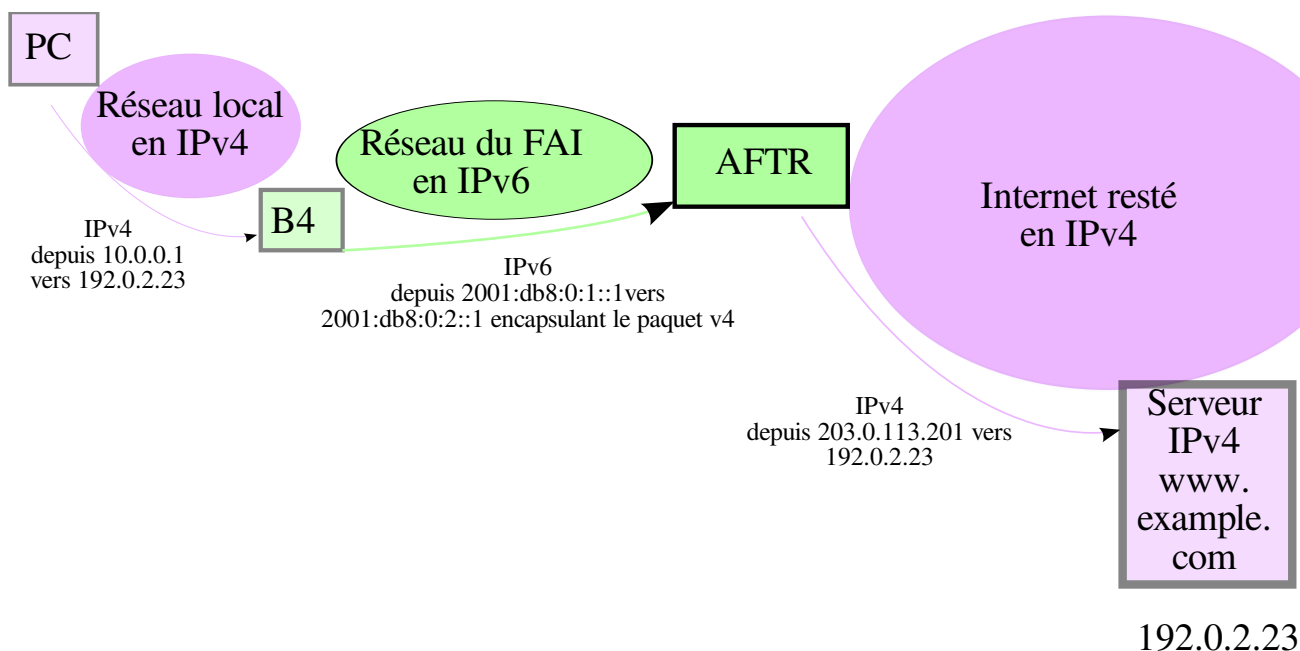 PC
Réseau local
en IPv4
Réseau du FAI
en IPv6
AFTR
Internet resté
en IPv4
B4
IPv4
depuis 10.0.0.1
vers 192.0.2.23
IPv6
depuis 2001:db8:0:1::1vers
2001:db8:0:2::1 encapsulant le paquet v4
IPv4
depuis 203.0.113.201 vers
192.0.2.23
Serveur
IPv4
www.
example.
com
192.0.2.23